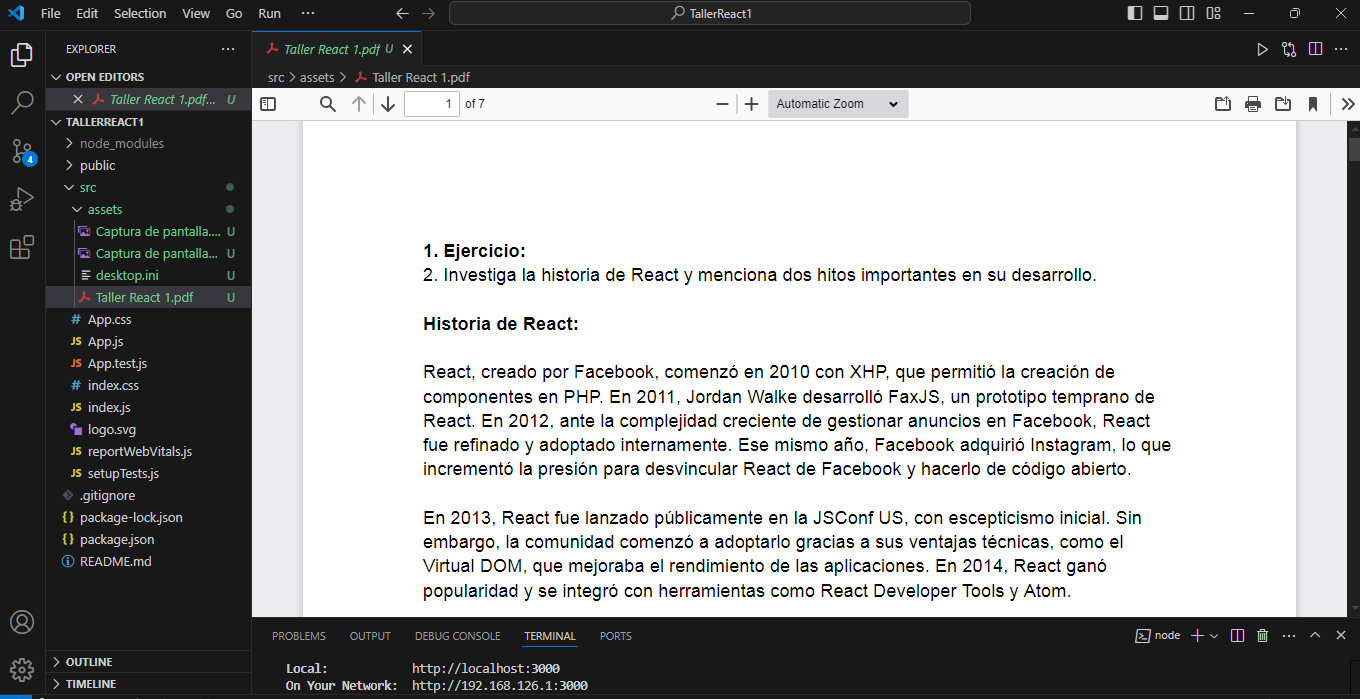 File Edit Selection View Go Run ··· TallerReact1
EXPLORER ···
OPEN EDITORS
Taller React 1.pdf... U
TALLERREACT1
node_modules
public
src
assets
Captura de pantalla.... U
Captura de pantalla... U
desktop.ini U
Taller React 1.pdf U
# App.css
JS App.js
JS App.test.js
# index.css
JS index.js
logo.svg
JS reportWebVitals.js
JS setupTests.js
.gitignore
{} package-lock.json
{} package.json
README.md
OUTLINE
TIMELINE
4
Taller React 1.pdf U
src > assets > Taller React 1.pdf
1 of 7 Automatic Zoom
1. Ejercicio:
2. Investiga la historia de React y menciona dos hitos importantes en su desarrollo.
Historia de React:
React, creado por Facebook, comenzó en 2010 con XHP, que permitió la creación de
componentes en PHP. En 2011, Jordan Walke desarrolló FaxJS, un prototipo temprano de
React. En 2012, ante la complejidad creciente de gestionar anuncios en Facebook, React
fue refinado y adoptado internamente. Ese mismo año, Facebook adquirió Instagram, lo que
incrementó la presión para desvincular React de Facebook y hacerlo de código abierto.
En 2013, React fue lanzado públicamente en la JSConf US, con escepticismo inicial. Sin
embargo, la comunidad comenzó a adoptarlo gracias a sus ventajas técnicas, como el
Virtual DOM, que mejoraba el rendimiento de las aplicaciones. En 2014, React ganó
popularidad y se integró con herramientas como React Developer Tools y Atom.
PROBLEMS OUTPUT DEBUG CONSOLE TERMINAL PORTS node
Local: http://localhost:3000
On Your Network: http://192.168.126.1:3000